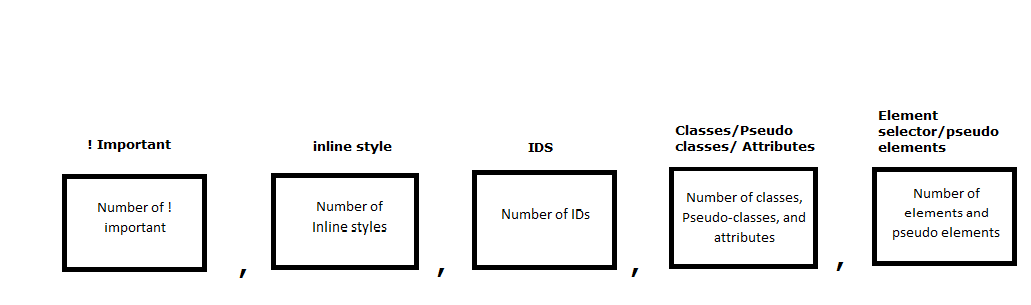 ! Important
inline style
IDS
Classes/Pseudo
classes/ Attributes
Element
selector/pseudo
elements
Number of !
important
,
Number of
Inline styles
,
Number of IDs
,
Number of classes,
Pseudo-classes, and
attributes
,
Number of
elements and
pseudo elements